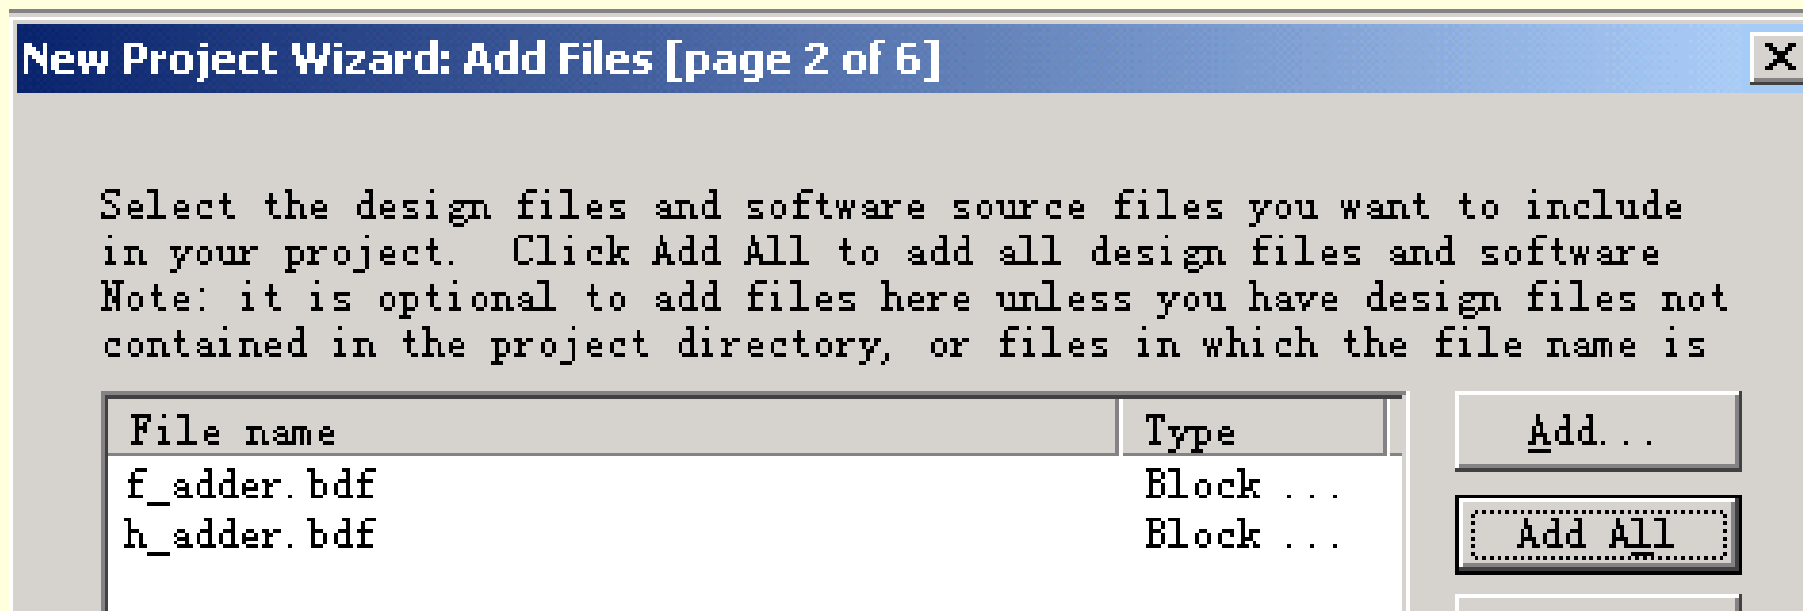 New Project Wizard: Add Files [page 2 of 6]
Select the design files and software source files you want to include
in your project.  Click Add All to add all design files and software
Note: it is optional to add files here unless you have design files not
contained in the project directory, or files in which the file name is
File name Type Add...
f_adder.bdf Block ...
h_adder.bdf Block ... Add All